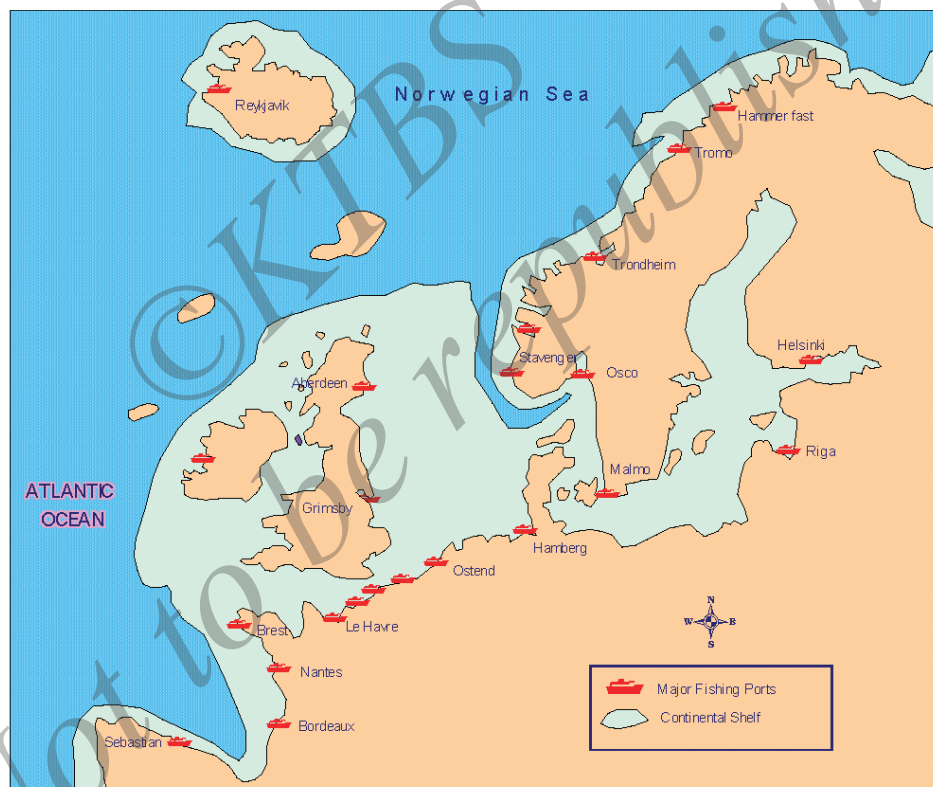 Reykjavik
Norwegian Sea
Hammer fast
Tromo
Trondheim
Helsinki
Stavenger
Osco
Aberdeen
Riga
Malmo
ATLANTIC
OCEAN
Grimsby
Hamberg
Ostend
N
W E
S
Brest
Le Havre
Nantes
Major Fishing Ports
Continental Shelf
Bordeaux
Sebastian
©KTBS
Not to be republish